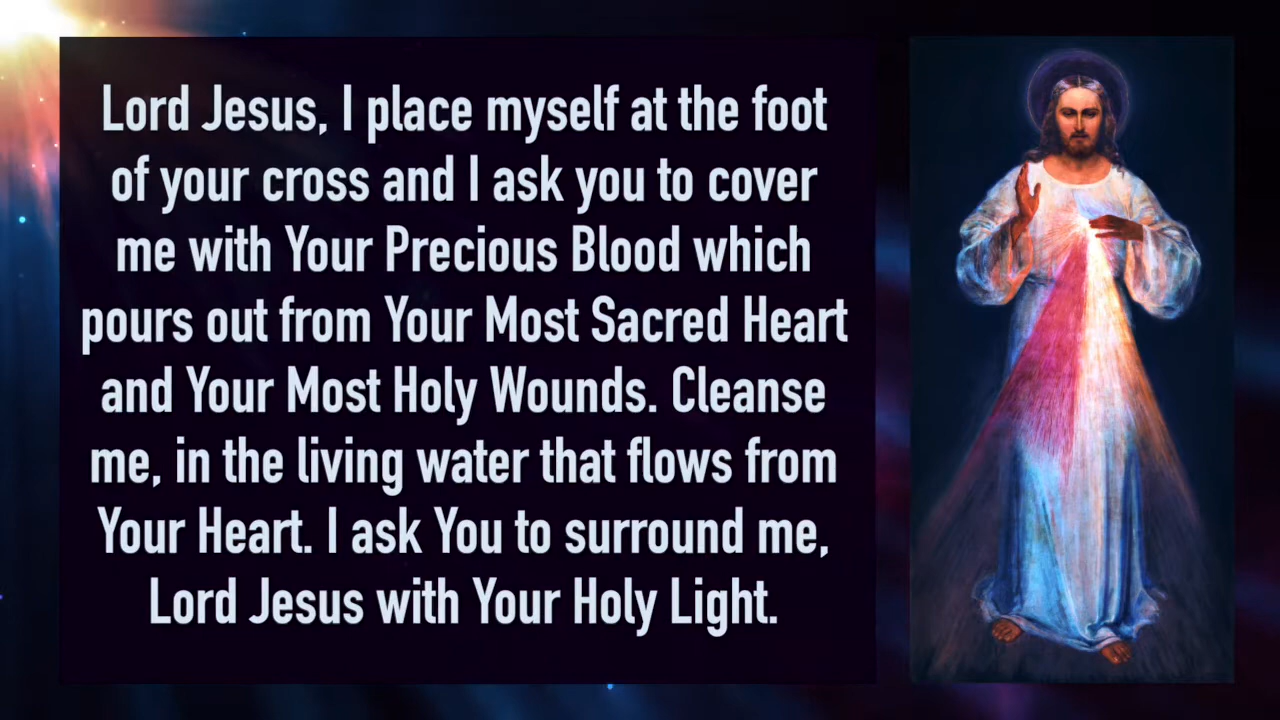 Lord Jesus, I place myself at the foot
of your cross and I ask you to cover
me with Your Precious Blood which
pours out from Your Most Sacred Heart
and Your Most Holy Wounds. Cleanse
me, in the living water that flows from
Your Heart. I ask You to surround me,
Lord Jesus with Your Holy Light.